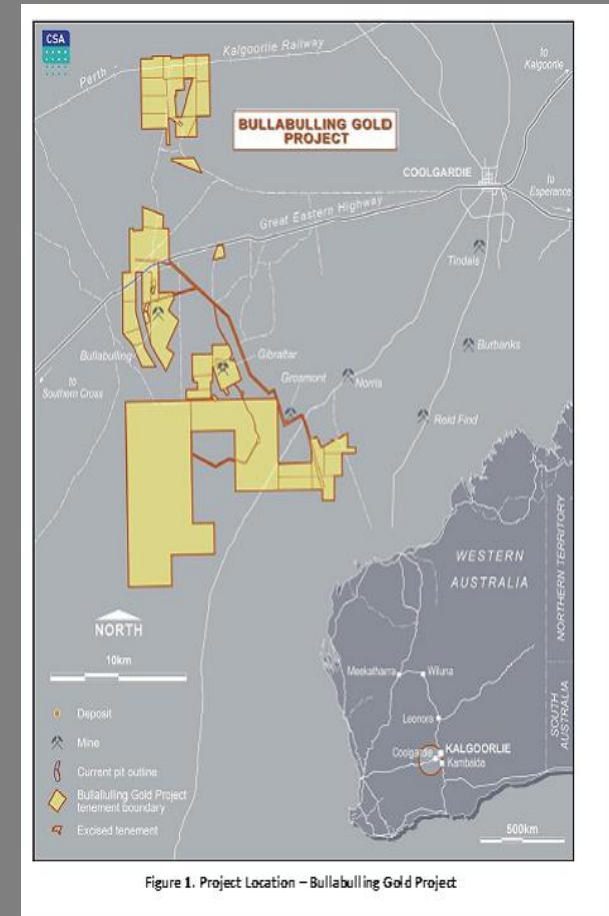 CSA
Perth
Kalgoorlie Railway
to
Kalgoorlie
BULLABULLING GOLD
PROJECT
COOLGARDIE
to
Esperance
Great Eastern Highway
Tindals
Burbanks
Bullabulling
Gibraltar
to
Southern Cross
Grosmont
Norris
Reld Find
WESTERN
AUSTRALIA
NORTHERN TERRITORY
SOUTH
AUSTRALIA
NORTH
10km
Meekatharra
Wiluna
Leonora
Coolgardie
KALGOORLIE
Kambalda
Deposit
Mine
Current pit outline
Bullallulling Gold Project
tenement boundary
Excised tenement
500km
Figure 1. Project Location – Bullabulling Gold Project